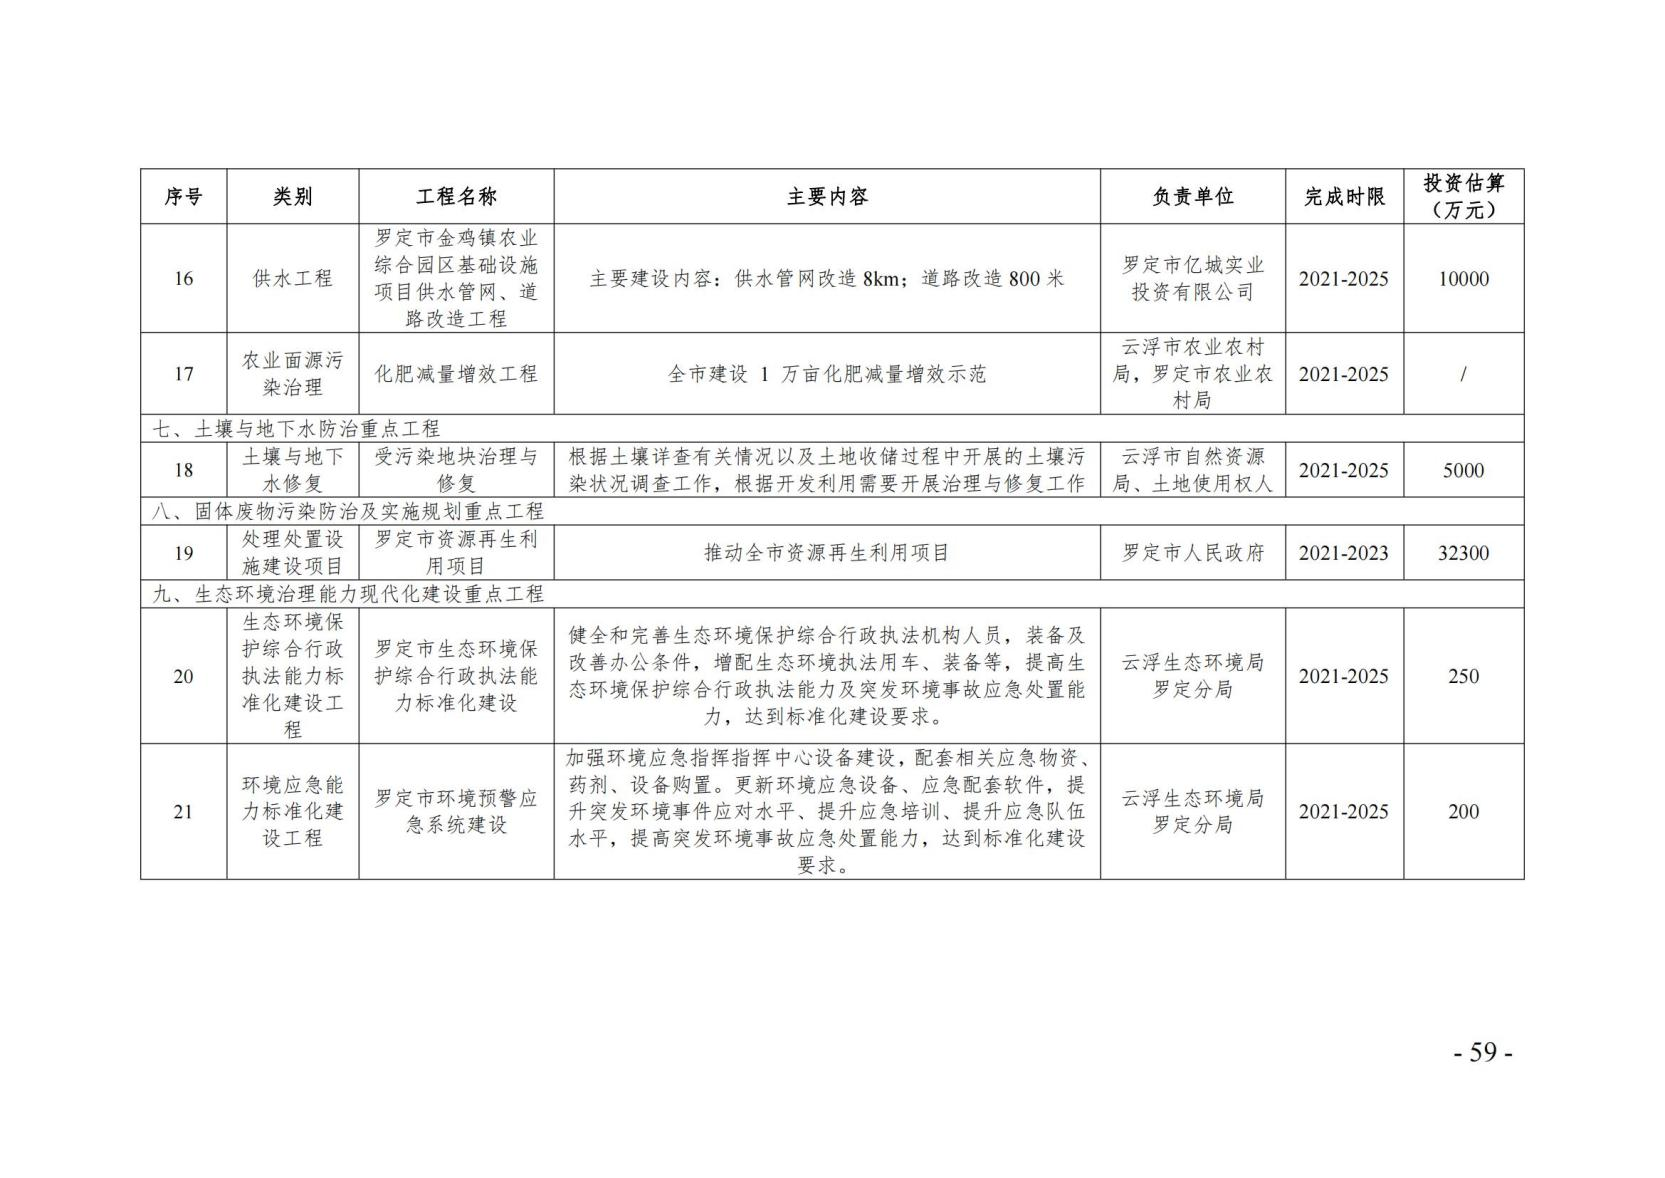 序号 类别 工程名称 主要内容 负责单位 完成时限 投资估算
（万元）
16 供水工程 罗定市金鸡镇农业
综合园区基础设施
项目供水管网、道
路改造工程 主要建设内容：供水管网改造 8km；道路改造 800 米 罗定市亿城实业
投资有限公司 2021-2025 10000
17 农业面源污
染治理 化肥减量增效工程 全市建设 1 万亩化肥减量增效示范 云浮市农业农村
局，罗定市农业农
村局 2021-2025 /
七、土壤与地下水防治重点工程
18 土壤与地下
水修复 受污染地块治理与
修复 根据土壤详查有关情况以及土地收储过程中开展的土壤污
染状况调查工作，根据开发利用需要开展治理与修复工作 云浮市自然资源
局、土地使用权人 2021-2025 5000
八、固体废物污染防治及实施规划重点工程
19 处理处置设
施建设项目 罗定市资源再生利
用项目 推动全市资源再生利用项目 罗定市人民政府 2021-2023 32300
九、生态环境治理能力现代化建设重点工程
20 生态环境保
护综合行政
执法能力标
准化建设工
程 罗定市生态环境保
护综合行政执法能
力标准化建设 健全和完善生态环境保护综合行政执法机构人员，装备及
改善办公条件，增配生态环境执法用车、装备等，提高生
态环境保护综合行政执法能力及突发环境事故应急处置能
力，达到标准化建设要求。 云浮生态环境局
罗定分局 2021-2025 250
21 环境应急能
力标准化建
设工程 罗定市环境预警应
急系统建设 加强环境应急指挥指挥中心设备建设，配套相关应急物资、
药剂、设备购置。更新环境应急设备、应急配套软件，提
升突发环境事件应对水平、提升应急培训、提升应急队伍
水平，提高突发环境事故应急处置能力，达到标准化建设
要求。 云浮生态环境局
罗定分局 2021-2025 200
- 59 -